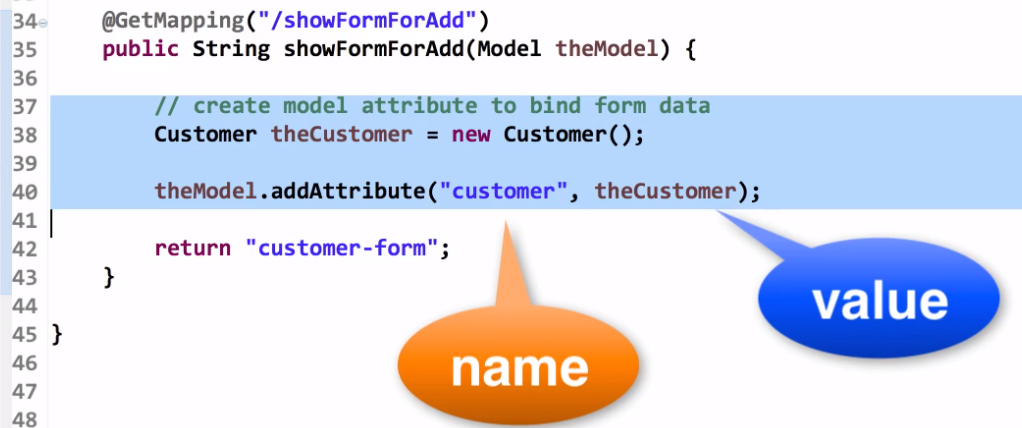 34 @GetMapping("/showFormForAdd")
35 public String showFormForAdd(Model theModel) {
36
37 // create model attribute to bind form data
38 Customer theCustomer = new Customer();
39
40 theModel.addAttribute("customer", theCustomer);
41
42 return "customer-form";
43 }
44
45 }
46
47
48
value
name